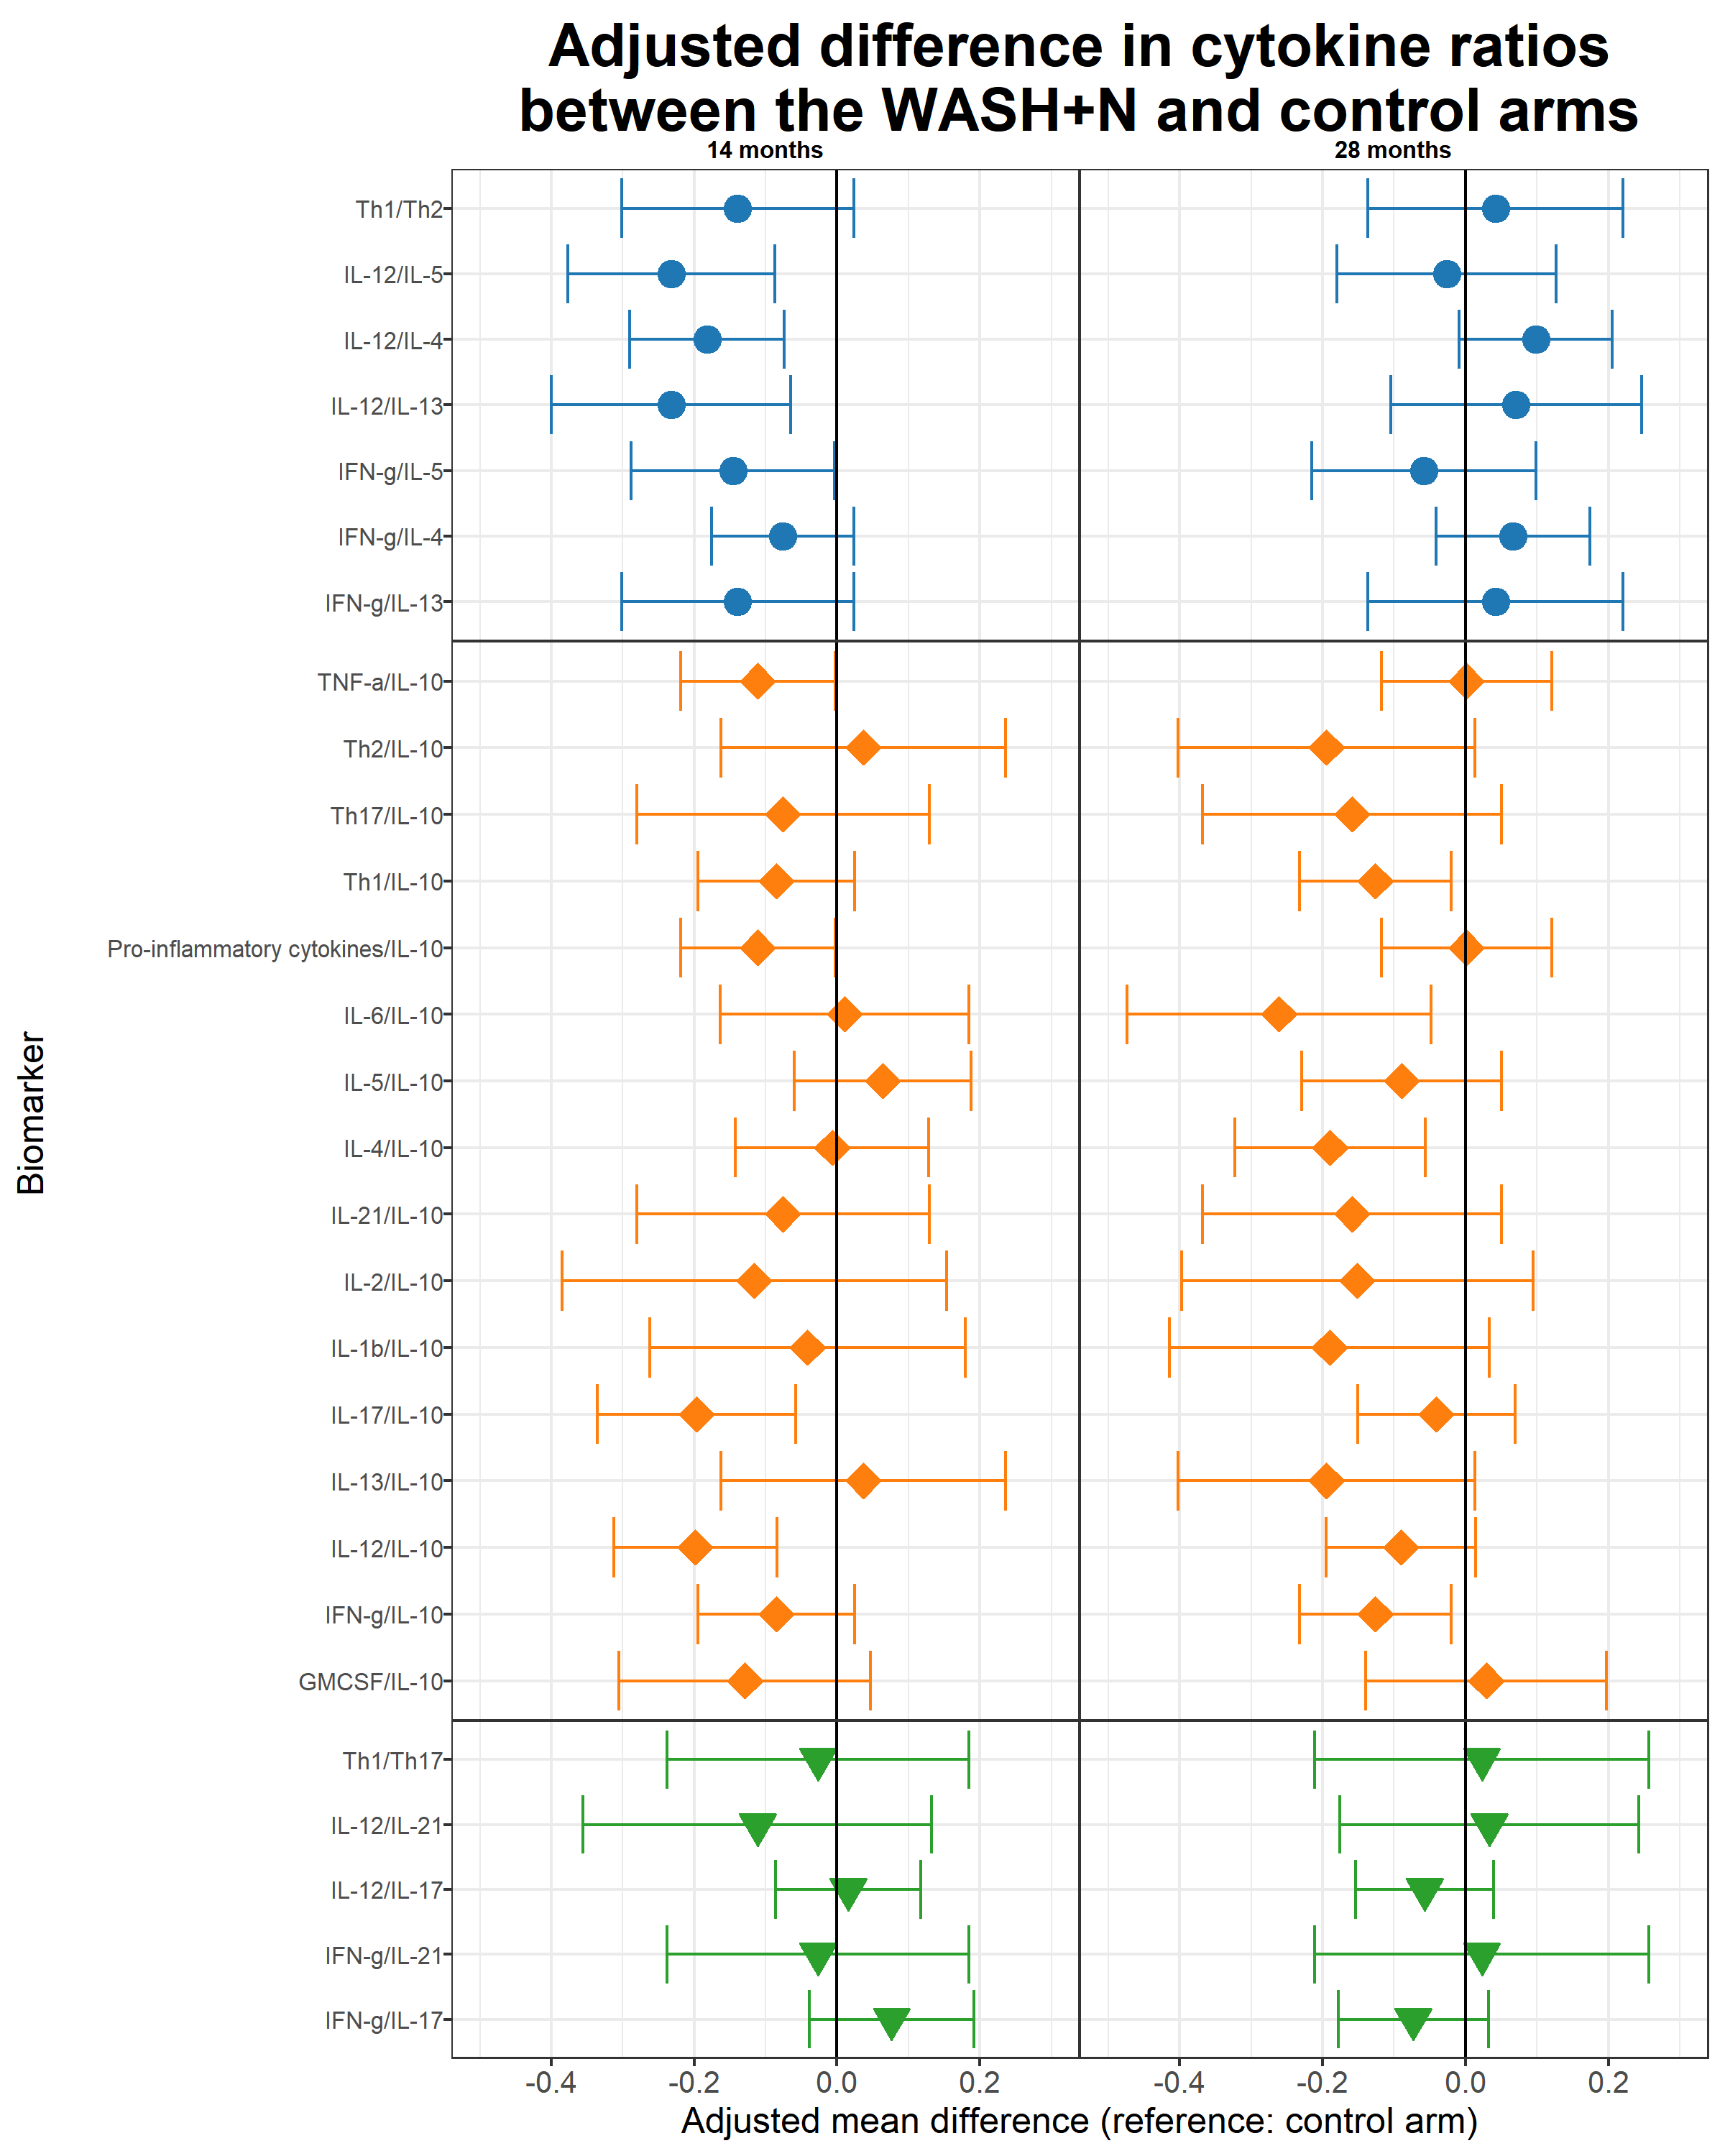 Adjusted difference in cytokine ratios
between the WASH+N and control arms
14 months
28 months
Th1/Th2
IL-12/IL-5
IL-12/IL-4
IL-12/IL-13
IFN-g/IL-5
IFN-g/IL-4
IFN-g/IL-13
TNF-a/IL-10
Th2/IL-10
Th17/IL-10
Th1/IL-10
Pro-inflammatory cytokines/IL-10
IL-6/IL-10
IL-5/IL-10
IL-4/IL-10
IL-21/IL-10
IL-2/IL-10
IL-1b/IL-10
IL-17/IL-10
IL-13/IL-10
IL-12/IL-10
IFN-g/IL-10
GMCSF/IL-10
Th1/Th17
IL-12/IL-21
IL-12/IL-17
IFN-g/IL-21
IFN-g/IL-17
Biomarker
-0.4 -0.2 0.0 0.2
-0.4 -0.2 0.0 0.2
Adjusted mean difference (reference: control arm)